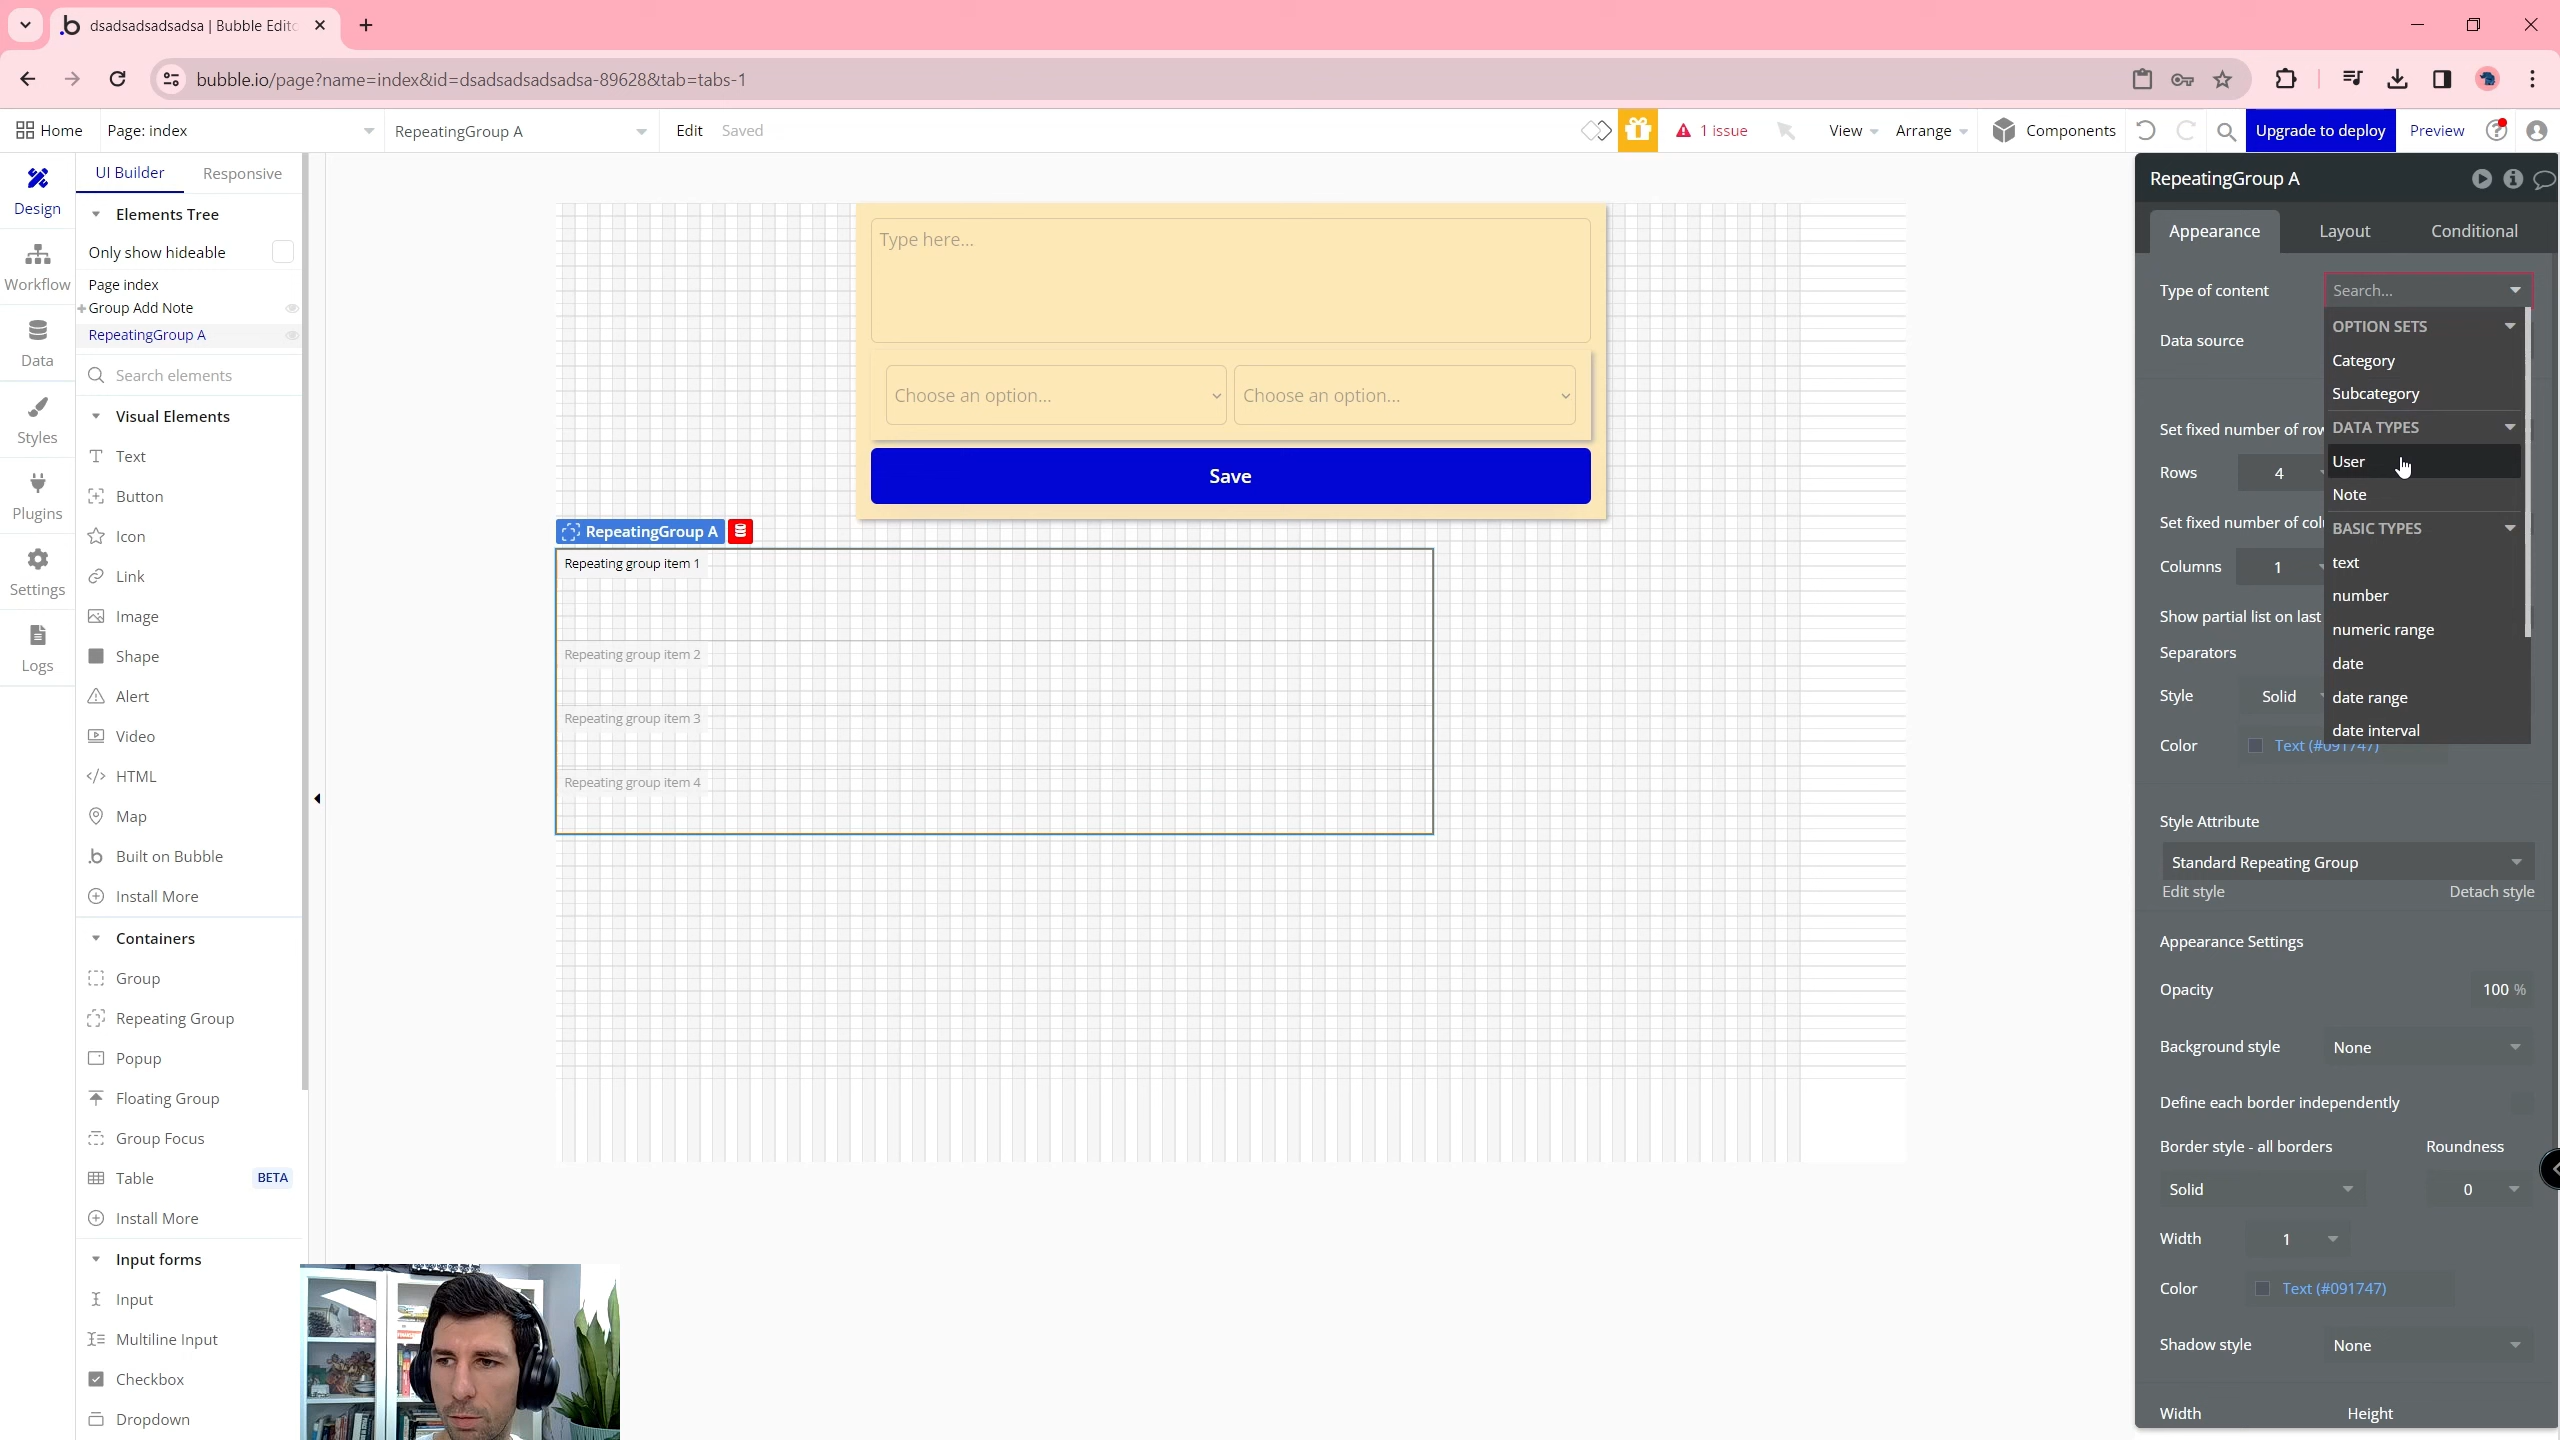 dsadsadsadsadsa | Bubble Edito
bubble.io/page?name=index&id=dsadsadsadsadsa-89628&tab=tabs-1
Home
Page: index
RepeatingGroup A
Edit
Saved
1 issue
View
Arrange
Components
Upgrade to deploy
Preview
Design
Workflow
Data
Styles
Plugins
Settings
Logs
UI Builder
Responsive
Elements Tree
Only show hideable
Page index
Group Add Note
RepeatingGroup A
Search elements
Visual Elements
Text
Button
Icon
Link
Image
Shape
Alert
Video
HTML
Map
Built on Bubble
Install More
Containers
Group
Repeating Group
Popup
Floating Group
Group Focus
Table
BETA
Install More
Input forms
Input
Multiline Input
Checkbox
Dropdown
Type here...
Choose an option...
Choose an option...
Save
RepeatingGroup A
Repeating group item 1
Repeating group item 2
Repeating group item 3
Repeating group item 4
RepeatingGroup A
Appearance
Layout
Conditional
Type of content
Search...
Data source
OPTION SETS
Category
Subcategory
DATA TYPES
User
Note
BASIC TYPES
text
number
numeric range
date
date range
date interval
Set fixed number of row
Rows
4
Set fixed number of col
Columns
1
Show partial list on last
Separators
Style
Solid
Color
Text (#091747)
Style Attribute
Standard Repeating Group
Edit style
Detach style
Appearance Settings
Opacity
100 %
Background style
None
Define each border independently
Border style - all borders
Roundness
Solid
0
Width
1
Color
Text (#091747)
Shadow style
None
Width
Height